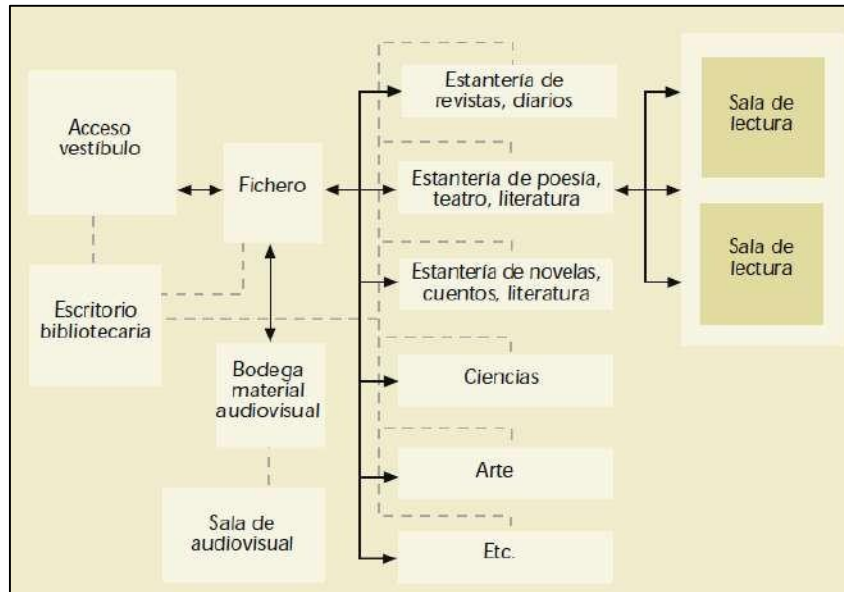 Acceso
vestíbulo
Fichero
Escritorio
bibliotecaria
Bodega
material
audiovisual
Sala de
audiovisual
Estantería de
revistas, diarios
Estantería de poesía,
teatro, literatura
Estantería de novelas,
cuentos, literatura
Ciencias
Arte
Etc.
Sala de
lectura
Sala de
lectura